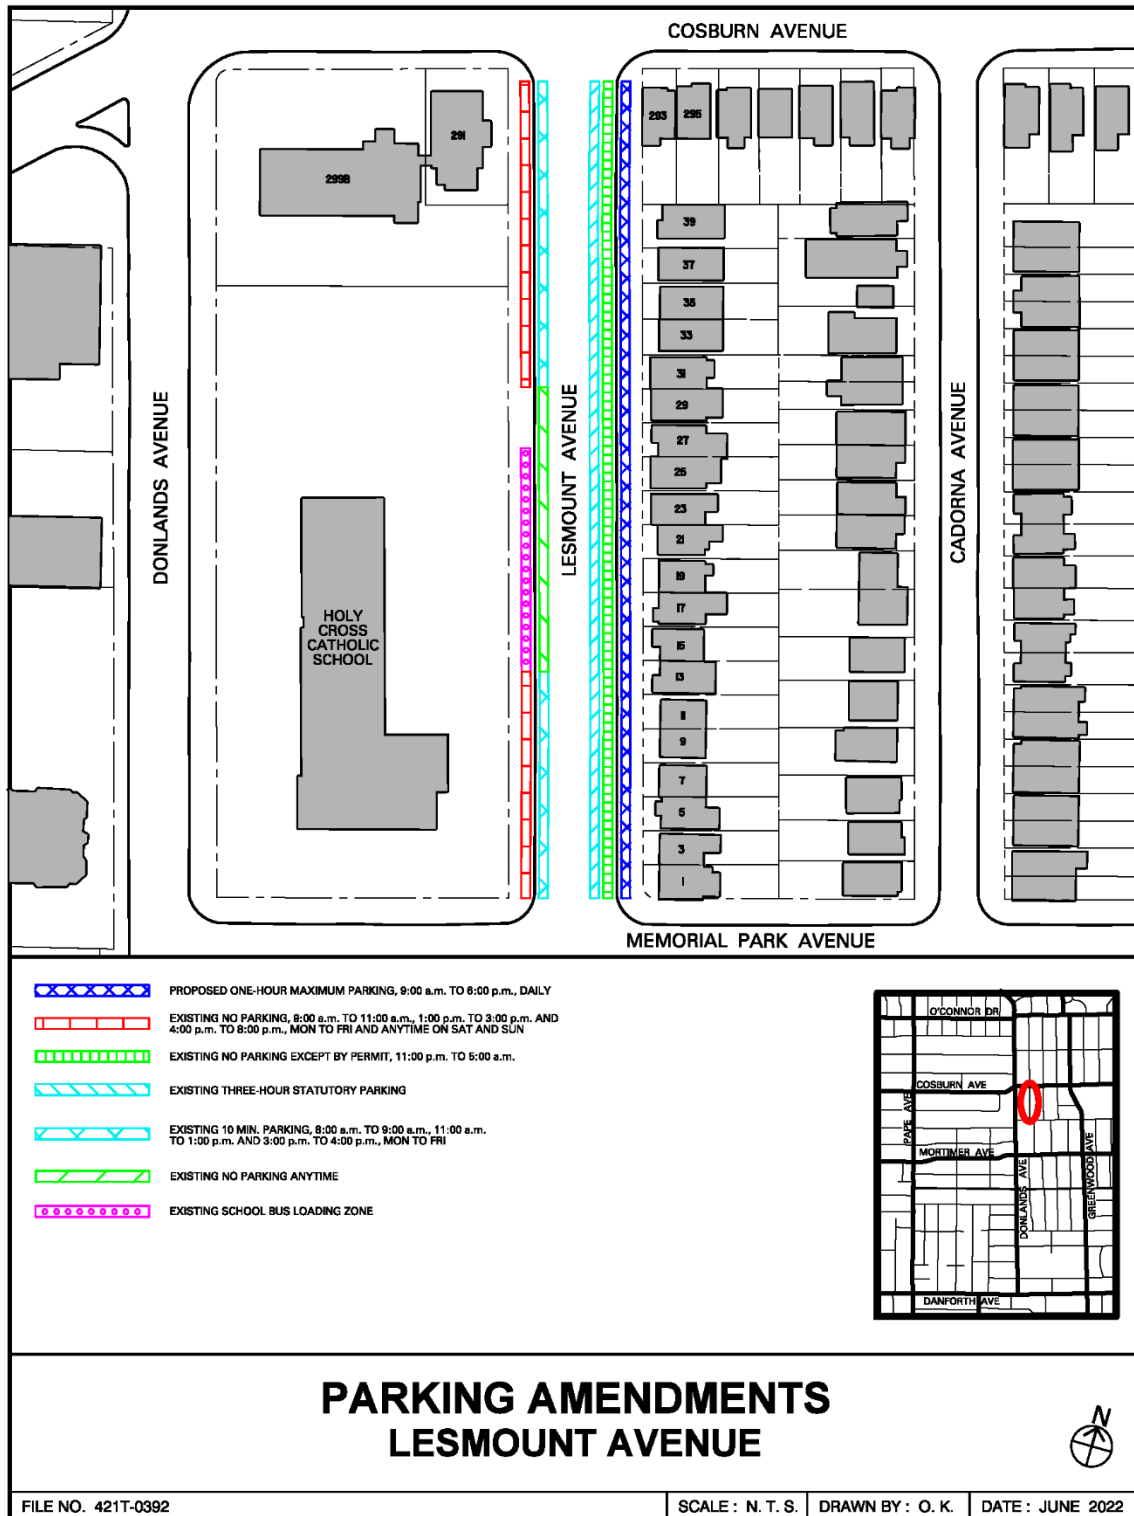 COSBURN AVENUE
291
299B
293
295
39
37
35
33
31
29
27
25
23
21
19
17
15
13
11
9
7
5
3
1
DONLANDS AVENUE
LESMOUNT AVENUE
CADORNA AVENUE
HOLY
CROSS
CATHOLIC
SCHOOL
MEMORIAL PARK AVENUE
PROPOSED ONE-HOUR MAXIMUM PARKING, 9:00 a.m. TO 6:00 p.m., DAILY
EXISTING NO PARKING, 9:00 a.m. TO 11:00 a.m., 1:00 p.m. TO 3:00 p.m. AND
4:00 p.m. TO 8:00 p.m., MON TO FRI AND ANYTIME ON SAT AND SUN
EXISTING NO PARKING EXCEPT BY PERMIT, 11:00 p.m. TO 5:00 a.m.
EXISTING THREE-HOUR STATUTORY PARKING
EXISTING 10 MIN. PARKING, 8:00 a.m. TO 9:00 a.m., 11:00 a.m.
TO 1:00 p.m. AND 3:00 p.m. TO 4:00 p.m., MON TO FRI
EXISTING NO PARKING ANYTIME
EXISTING SCHOOL BUS LOADING ZONE
O'CONNOR DR
COSBURN AVE
PAPE AVE
MORTIMER AVE
DONLANDS AVE
GREENWOOD AVE
DANFORTH AVE
PARKING AMENDMENTS
LESMOUNT AVENUE
N
FILE NO. 421T-0392
SCALE : N. T. S.
DRAWN BY : O. K.
DATE : JUNE 2022